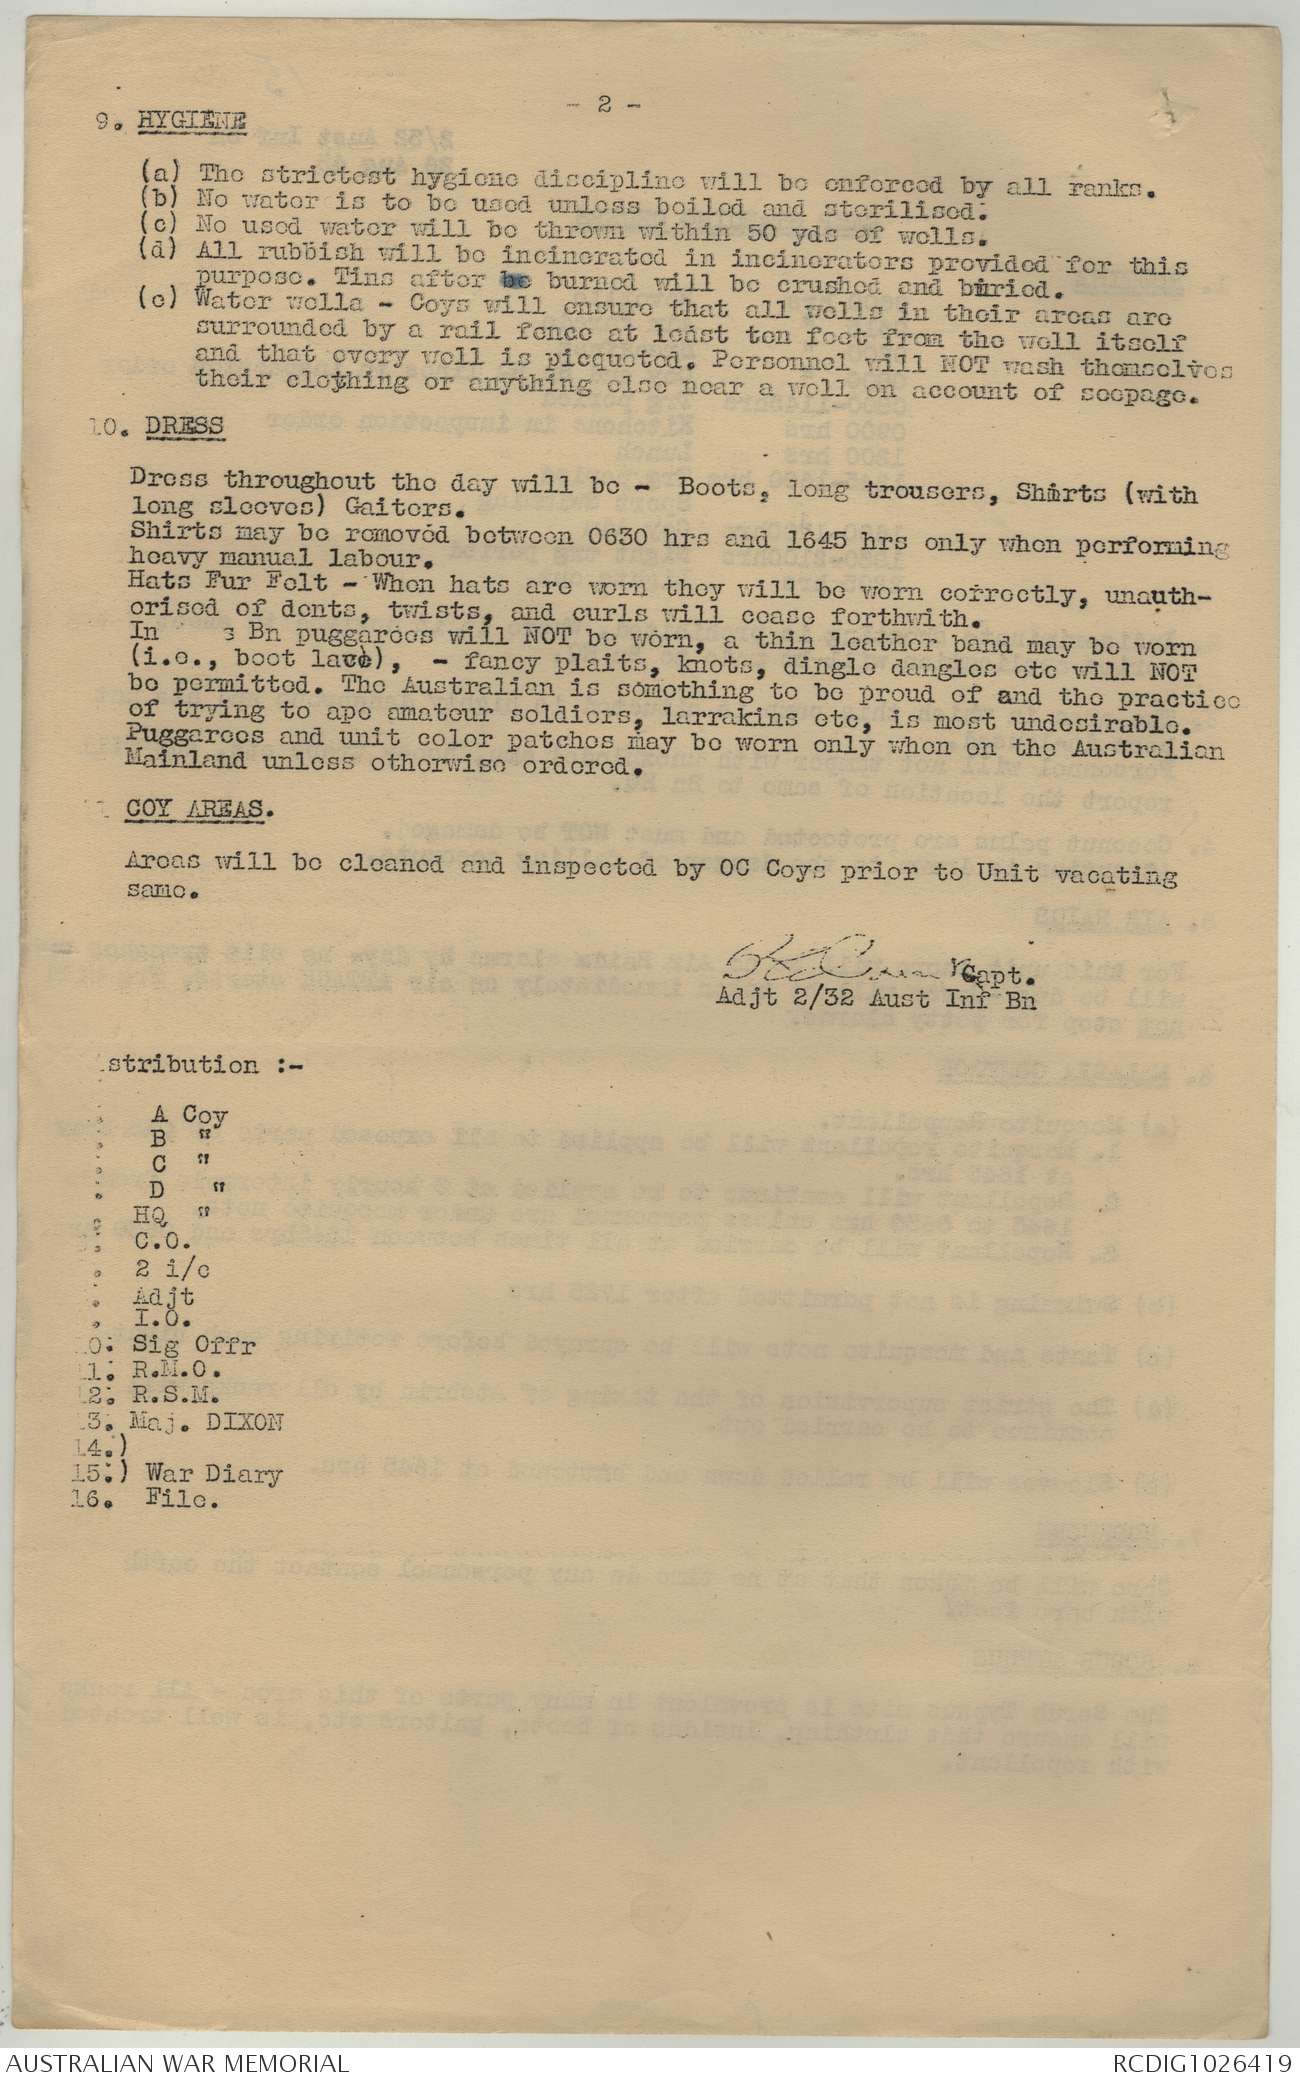 - 2 -
9. HYGIENE
(a) The strictest hygiene discipline will be enforced by all ranks.
(b) No water is to be used unless boiled and sterilised.
(c) No used water will be thrown within 50 yds of wells.
(d) All rubbish will be incinerated in incinerators provided for this
purpose. Tins after be burned will be crushed and buried.
(e) Water wella - Coys will ensure that all wells in their areas are
surrounded by a rail fence at least ten feet from the well itself
and that every well is picqueted. Personnel will NOT wash themselves
their clothing or anything else near a well on account of seepage.
10. DRESS
Dress throughout the day will be - Boots, long trousers, Shirts (with
long sleeves) Gaiters.
Shirts may be removed between 0630 hrs and 1645 hrs only when performing
heavy manual labour.
Hats Fur Felt - When hats are worn they will be worn correctly, unauth-
orised of dents, twists, and curls will cease forthwith.
In s Bn puggarees will NOT be worn, a thin leather band may be worn
(i.e., boot lace), - fancy plaits, knots, dingle dangles etc will NOT
be permitted. The Australian is something to be proud of and the practice
of trying to ape amateur soldiers, larrakins etc, is most undesirable.
Puggarees and unit color patches may be worn only when on the Australian
Mainland unless otherwise ordered.
COY AREAS.
Areas will be cleaned and inspected by OC Coys prior to Unit vacating
same.
Capt.
Adjt 2/32 Aust Inf Bn
stribution :-
A Coy
B "
C "
D "
HQ "
C.O.
2 i/c
Adjt
I.O.
10: Sig Offr
11: R.M.O.
12: R.S.M.
13. Maj. DIXON
14.)
15:) War Diary
16. File.
AUSTRALIAN WAR MEMORIAL
RCDIG1026419